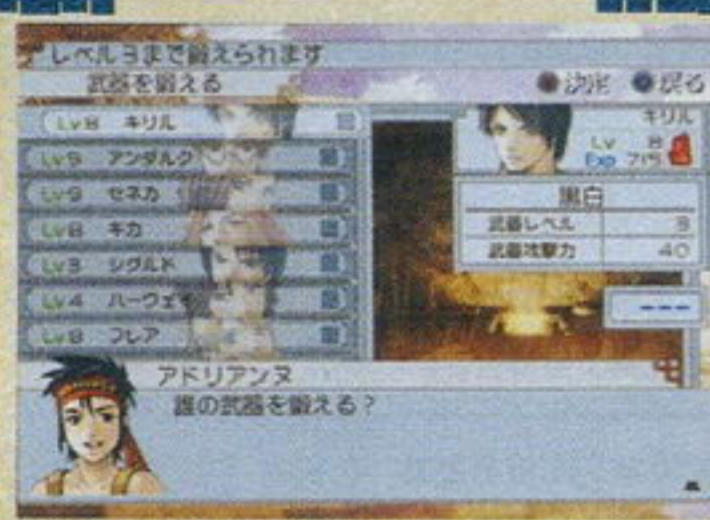 レベル3まで鍛えられます
武器を鍛える
決定 戻る
Lv8 キリル
Lv9 アンダルク
Lv9 セネカ
Lv8 キカ
Lv3 シグルド
Lv4 ハーヴェイ
Lv8 フレア
キリル
Lv 8
Exp 715
黒白
武器レベル 3
武器攻撃力 40
---
アドリアンヌ
誰の武器を鍛える？